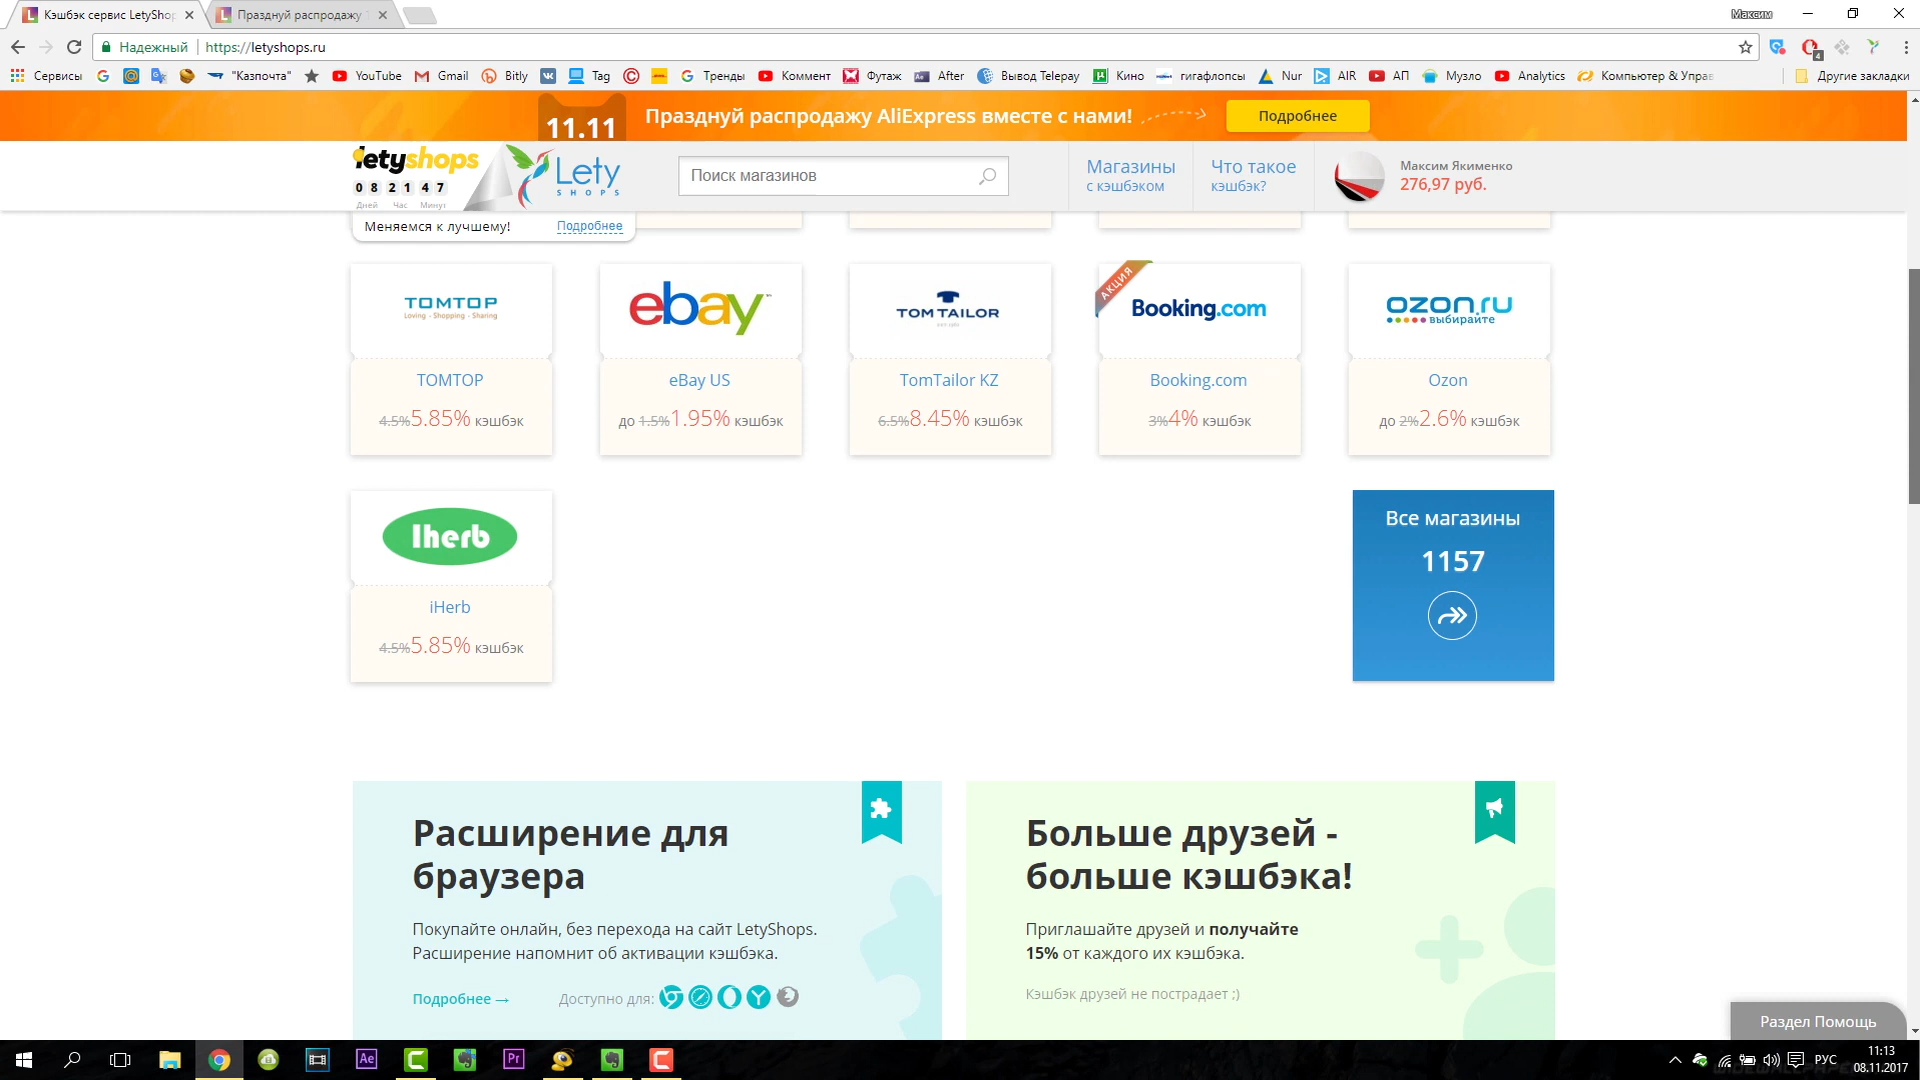 Кэшбэк сервис LetyShop
Празднуй распродажу
Максим
Надежный
https://letyshops.ru
Сервисы
"Казпочта"
YouTube
Gmail
Bitly
Tag
Тренды
Коммент
Футаж
After
Вывод Telepay
Кино
гигафлопсы
Nur
AIR
АП
Музло
Analytics
Компьютер & Управ
Другие закладки
11.11
Празднуй распродажу AliExpress вместе с нами!
Подробнее
letyshops
08 21 47
Дней Час Минут
Lety
SHOPS
Поиск магазинов
Магазины
с кэшбэком
Что такое
кэшбэк?
Максим Якименко
276,97 руб.
Меняемся к лучшему!
Подробнее
TOMTOP
Loving - Shopping - Sharing
ebay
TOM TAILOR
АКЦИЯ
Booking.com
OZON.RU
выбирайте
TOMTOP
eBay US
TomTailor KZ
Booking.com
Ozon
4.5% 5.85% кэшбэк
до 1.5% 1.95% кэшбэк
6.5% 8.45% кэшбэк
3% 4% кэшбэк
до 2% 2.6% кэшбэк
Iherb
iHerb
4.5% 5.85% кэшбэк
Все магазины
1157
Расширение для
браузера
Покупайте онлайн, без перехода на сайт LetyShops.
Расширение напомнит об активации кэшбэка.
Подробнее →
Доступно для:
Больше друзей -
больше кэшбэка!
Приглашайте друзей и получайте
15% от каждого их кэшбэка.
Кэшбэк друзей не пострадает ;)
Раздел Помощь
РУС
11:13
08.11.2017